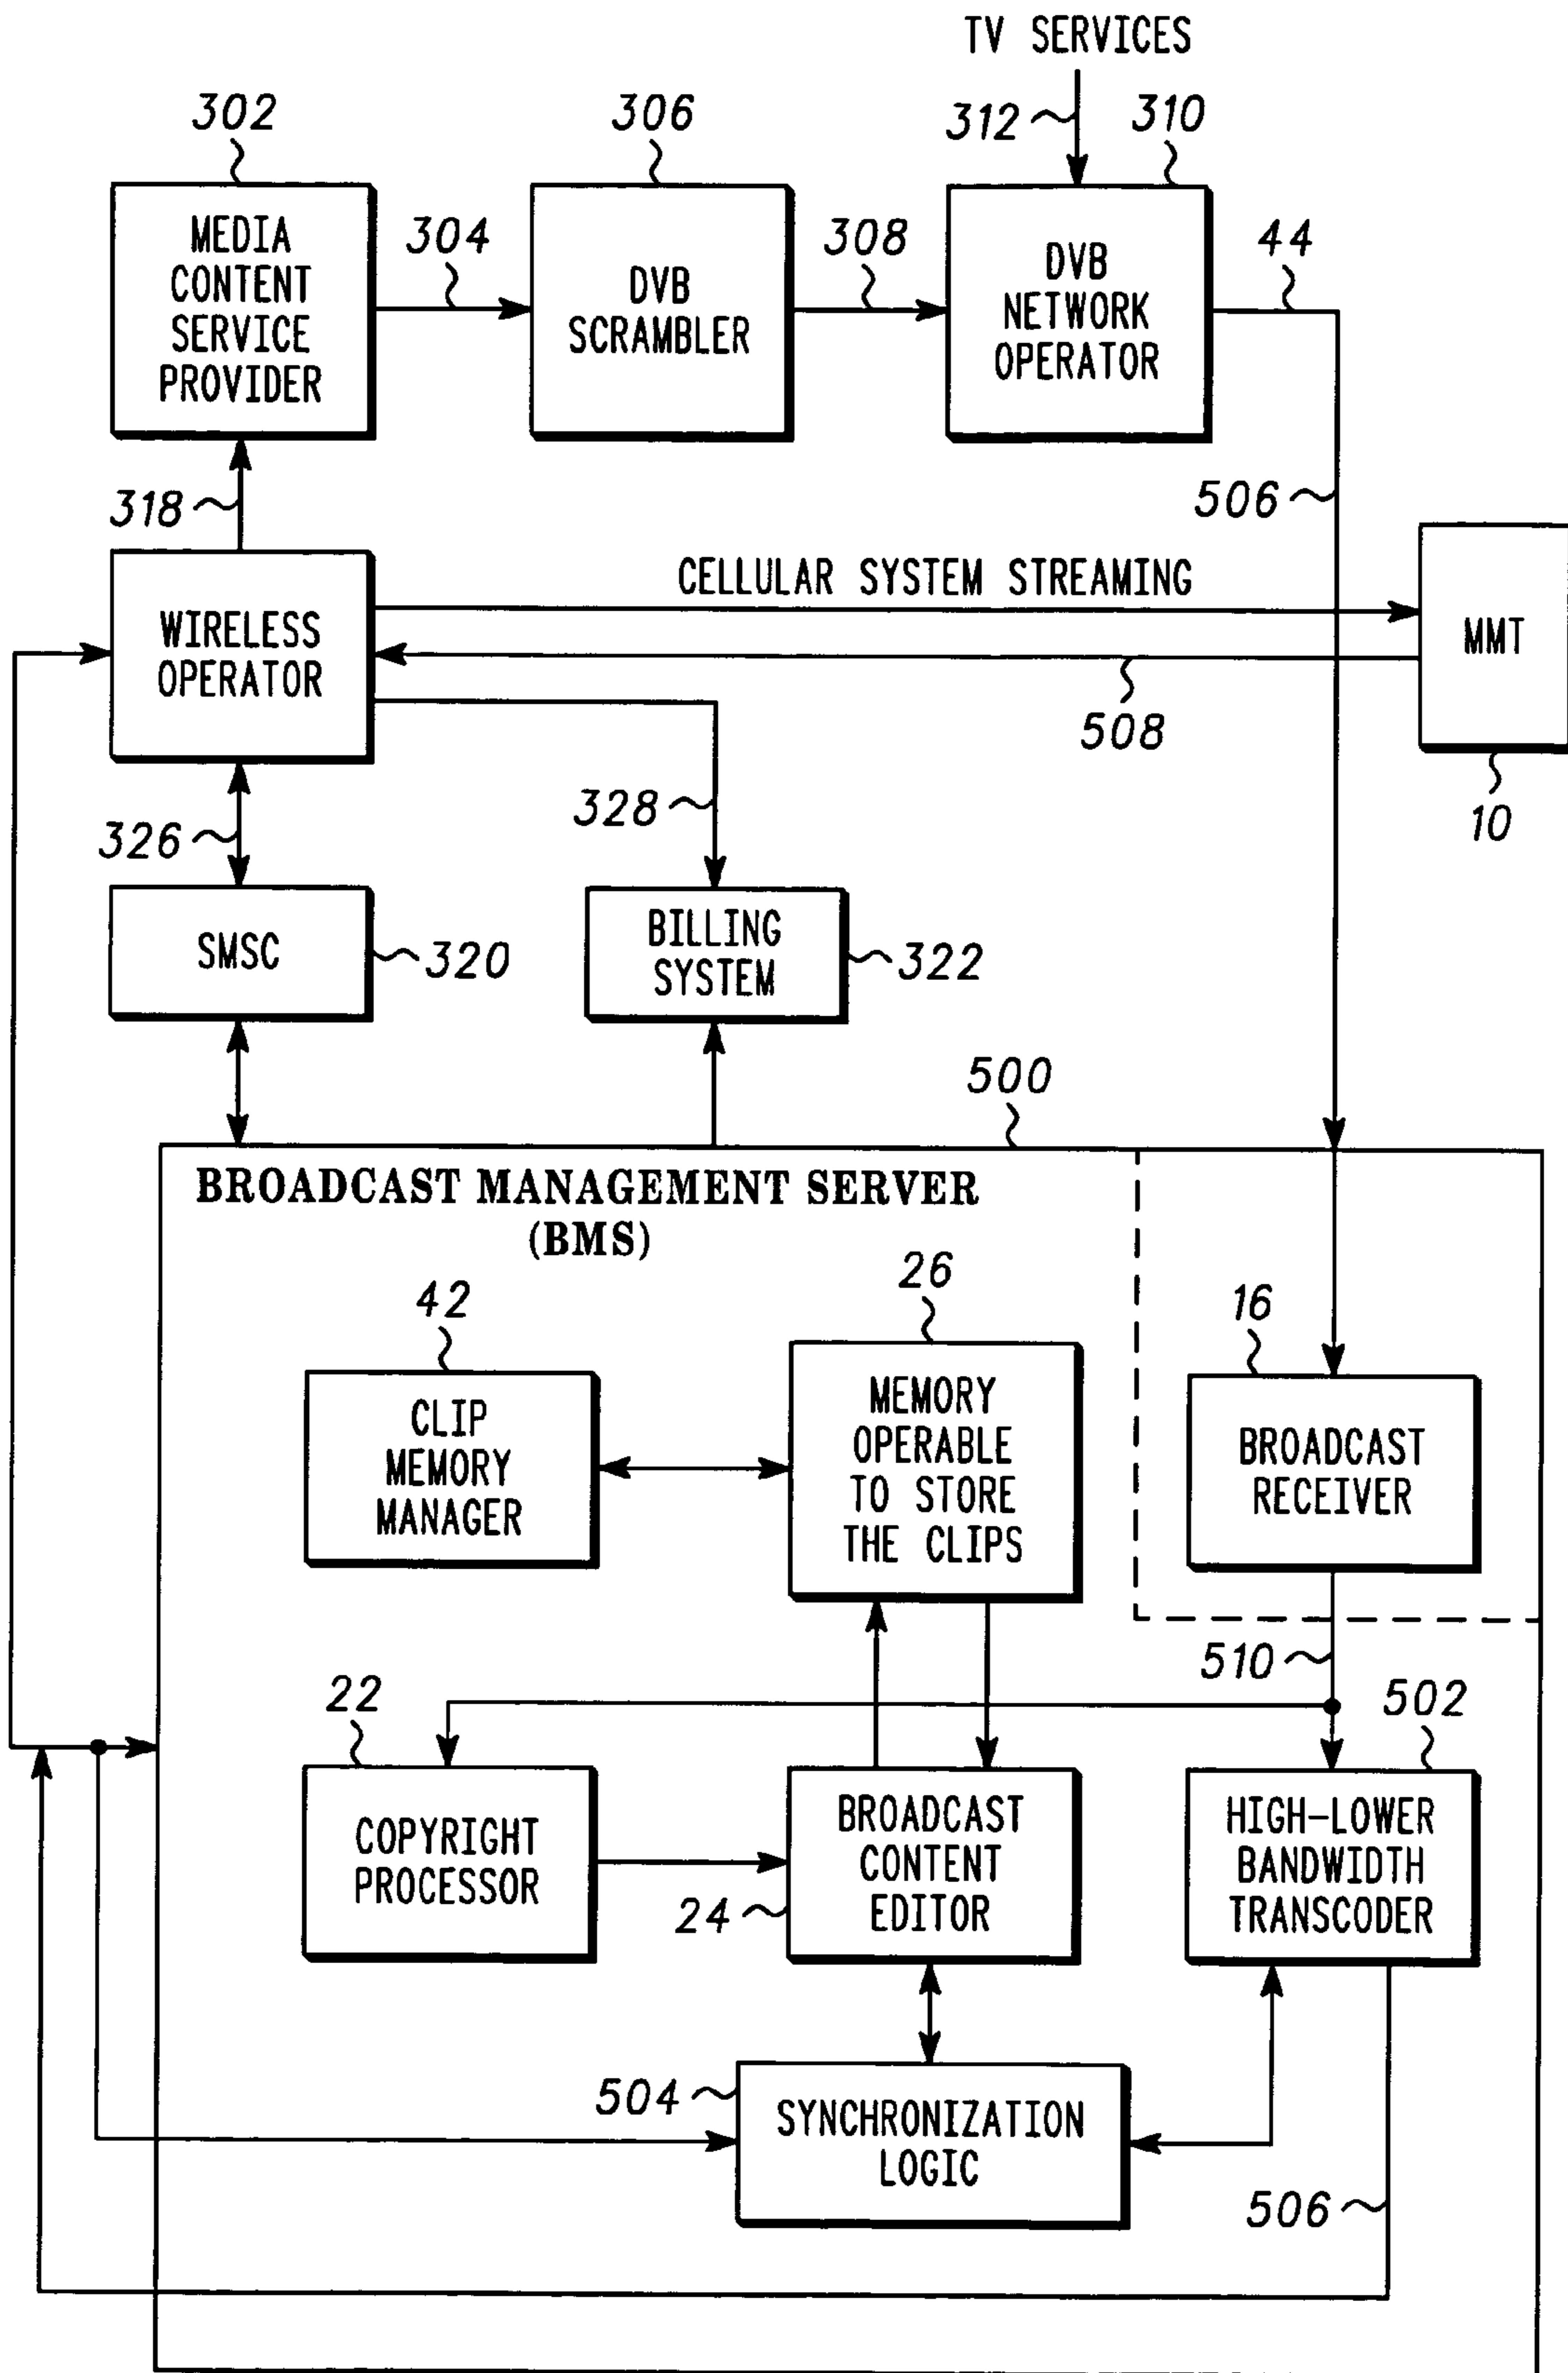 TV SERVICES
302
306
312
310
MEDIA
CONTENT
SERVICE
PROVIDER
304
DVB
SCRAMBLER
308
DVB
NETWORK
OPERATOR
44
318
506
CELLULAR SYSTEM STREAMING
WIRELESS
OPERATOR
MMT
508
10
326
328
SMSC
320
BILLING
SYSTEM
322
500
BROADCAST MANAGEMENT SERVER
(BMS)
42
26
16
CLIP
MEMORY
MANAGER
MEMORY
OPERABLE
TO STORE
THE CLIPS
BROADCAST
RECEIVER
510
22
502
COPYRIGHT
PROCESSOR
24
BROADCAST
CONTENT
EDITOR
HIGH-LOWER
BANDWIDTH
TRANSCODER
504
SYNCHRONIZATION
LOGIC
506